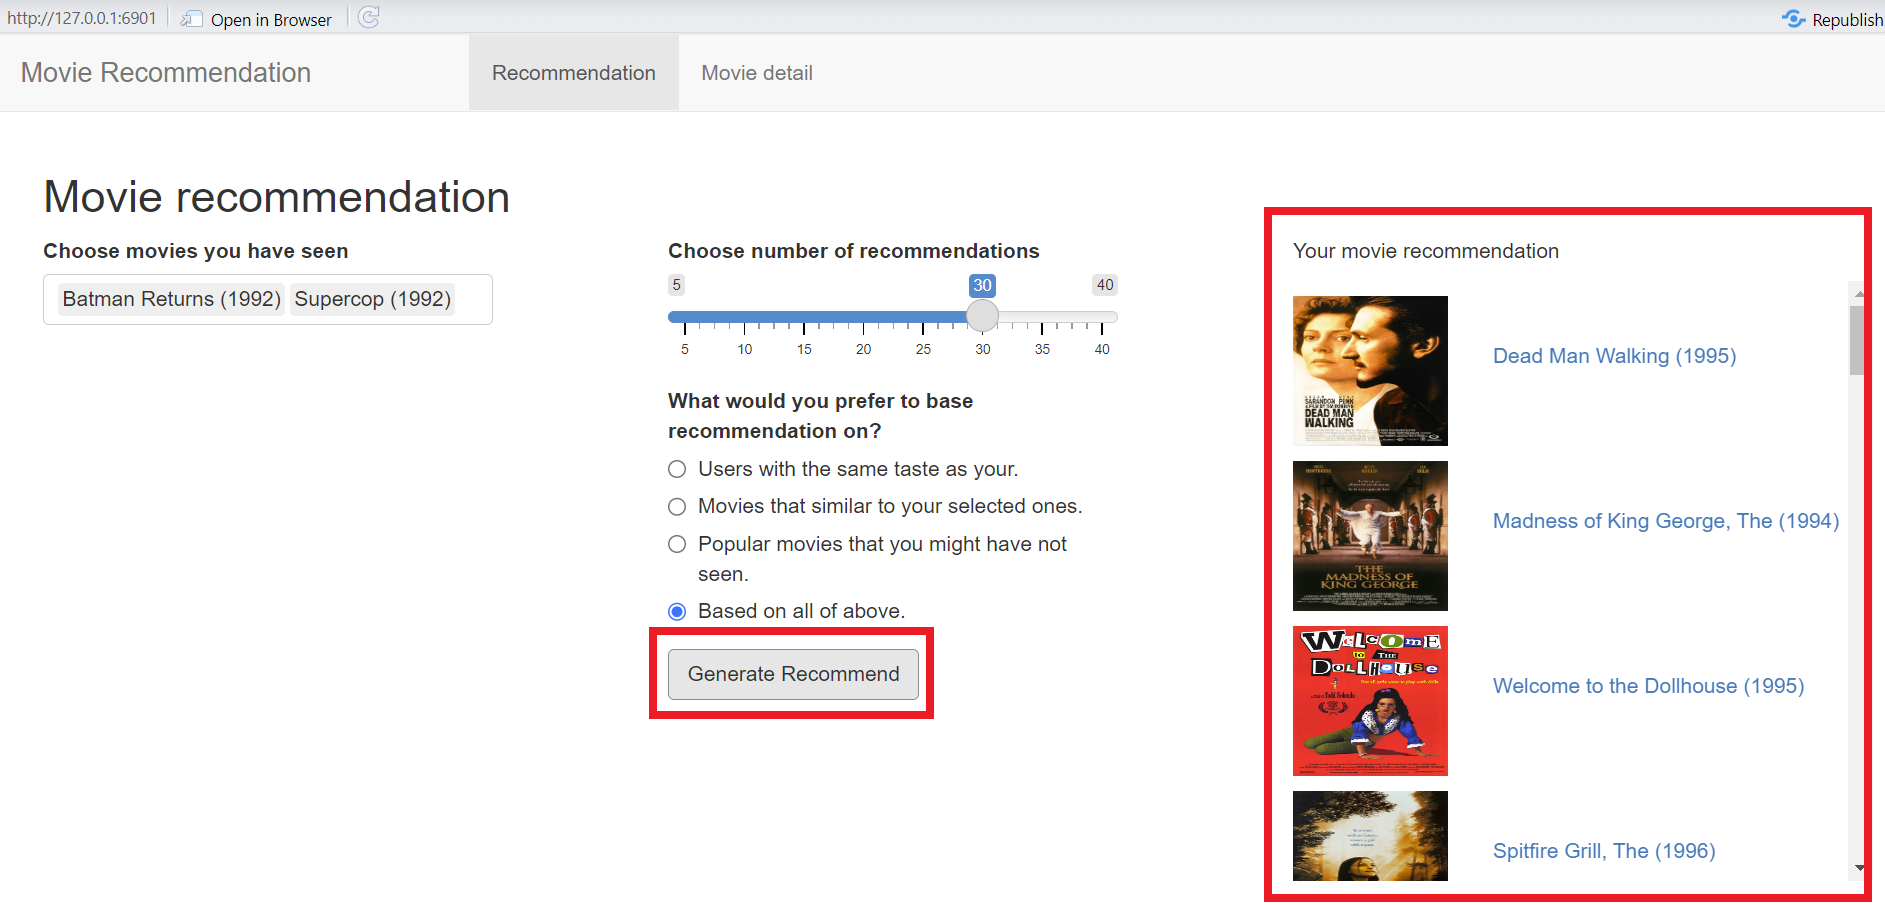 http://127.0.0.1:6901 Open in Browser Republish
Movie Recommendation Recommendation Movie detail
Movie recommendation
Choose movies you have seen
Batman Returns (1992) Supercop (1992)
Choose number of recommendations
5 30 40
5 10 15 20 25 30 35 40
What would you prefer to base
recommendation on?
Users with the same taste as your.
Movies that similar to your selected ones.
Popular movies that you might have not
seen.
Based on all of above.
Generate Recommend
Your movie recommendation
SARANDON PENN
DEAD MAN
WALKING
Dead Man Walking (1995)
THE
MADNESS OF
KING GEORGE
Madness of King George, The (1994)
WELCOME
TO THE
DOLLHOUSE
Welcome to the Dollhouse (1995)
Spitfire Grill, The (1996)